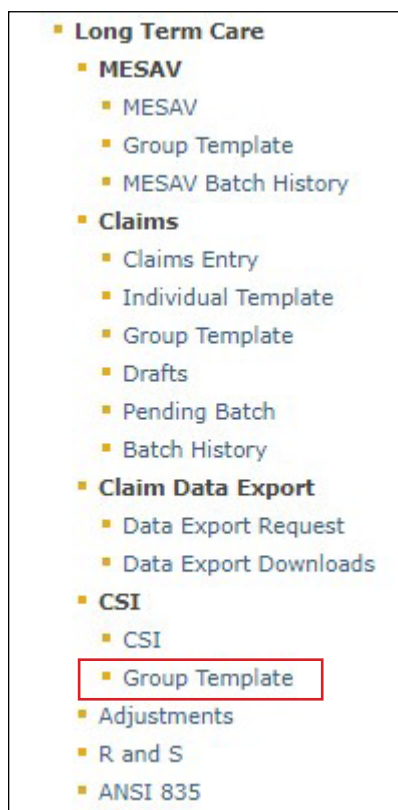 Long Term Care
MESAV
MESAV
Group Template
MESAV Batch History
Claims
Claims Entry
Individual Template
Group Template
Drafts
Pending Batch
Batch History
Claim Data Export
Data Export Request
Data Export Downloads
CSI
CSI
Group Template
Adjustments
R and S
ANSI 835